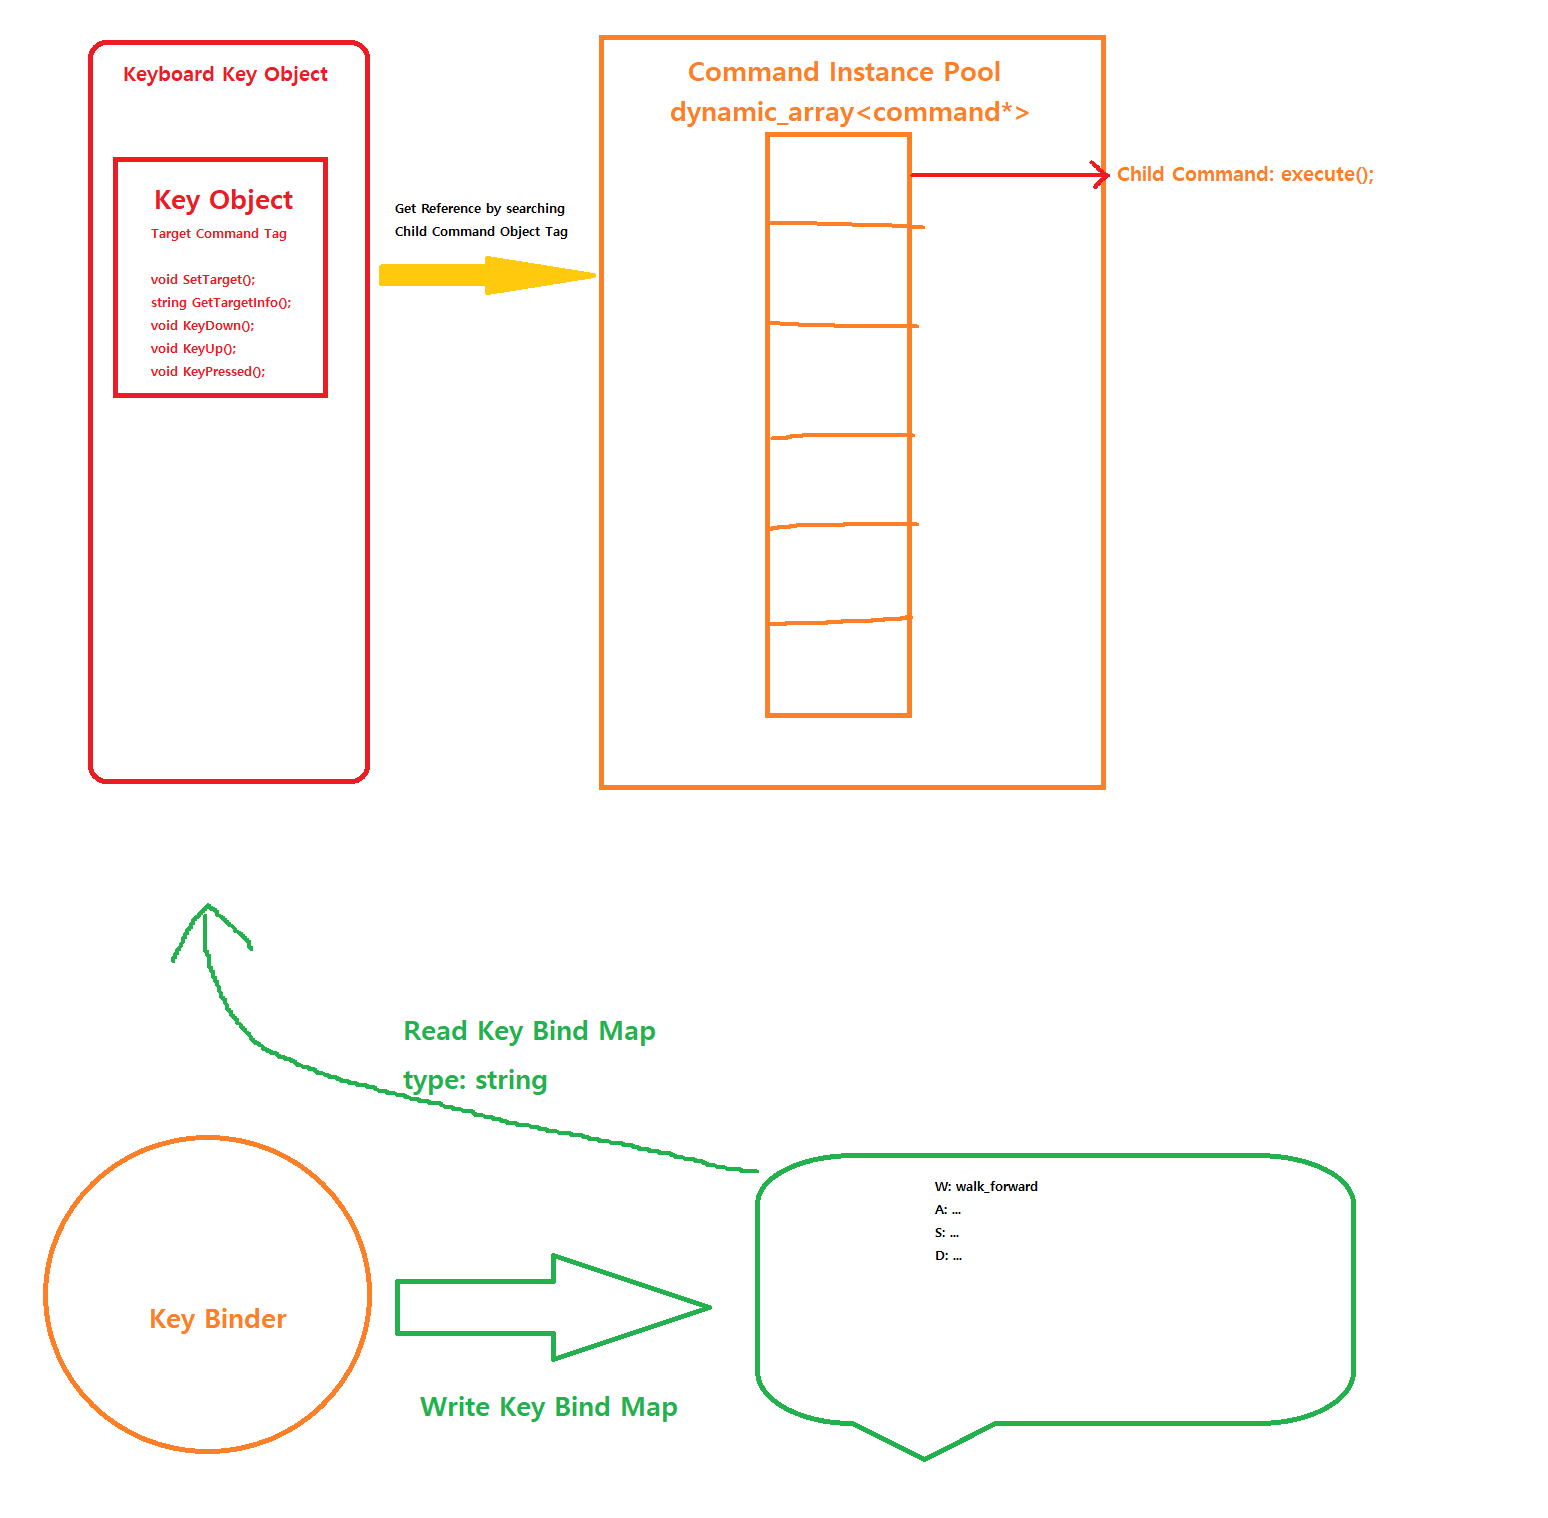 Keyboard Key Object
Key Object
Target Command Tag
void SetTarget();
string GetTargetInfo();
void KeyDown();
void KeyUp();
void KeyPressed();
Get Reference by searching
Child Command Object Tag
Command Instance Pool
dynamic_array<command*>
Child Command: execute();
Read Key Bind Map
type: string
Key Binder
Write Key Bind Map
W: walk_forward
A: ...
S: ...
D: ...